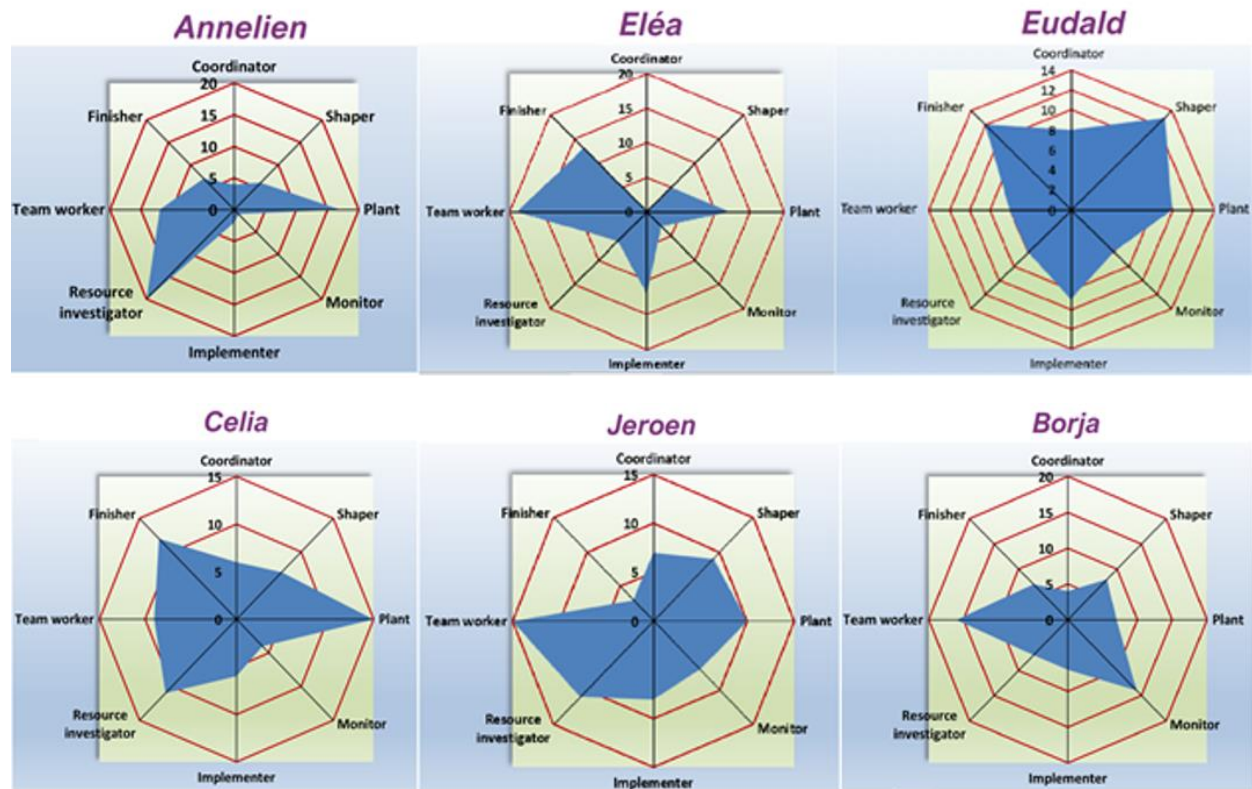 Annelien
Coordinator
20
Finisher
Shaper
15
10
5
Team worker
0
Plant
Resource
investigator
Monitor
Implementer
Eléa
Coordinator
20
Finisher
Shaper
15
10
5
Team worker
0
Plant
Resource
investigator
Monitor
Implementer
Eudald
Coordinator
14
12
Finisher
Shaper
10
8
6
4
2
Team worker
0
Plant
Resource
investigator
Monitor
Implementer
Celia
Coordinator
15
Finisher
Shaper
10
5
Team worker
0
Plant
Resource
investigator
Monitor
Implementer
Jeroen
Coordinator
15
Finisher
Shaper
10
5
Team worker
0
Plant
Resource
investigator
Monitor
Implementer
Borja
Coordinator
20
Finisher
Shaper
15
10
5
Team worker
0
Plant
Resource
investigator
Monitor
Implementer